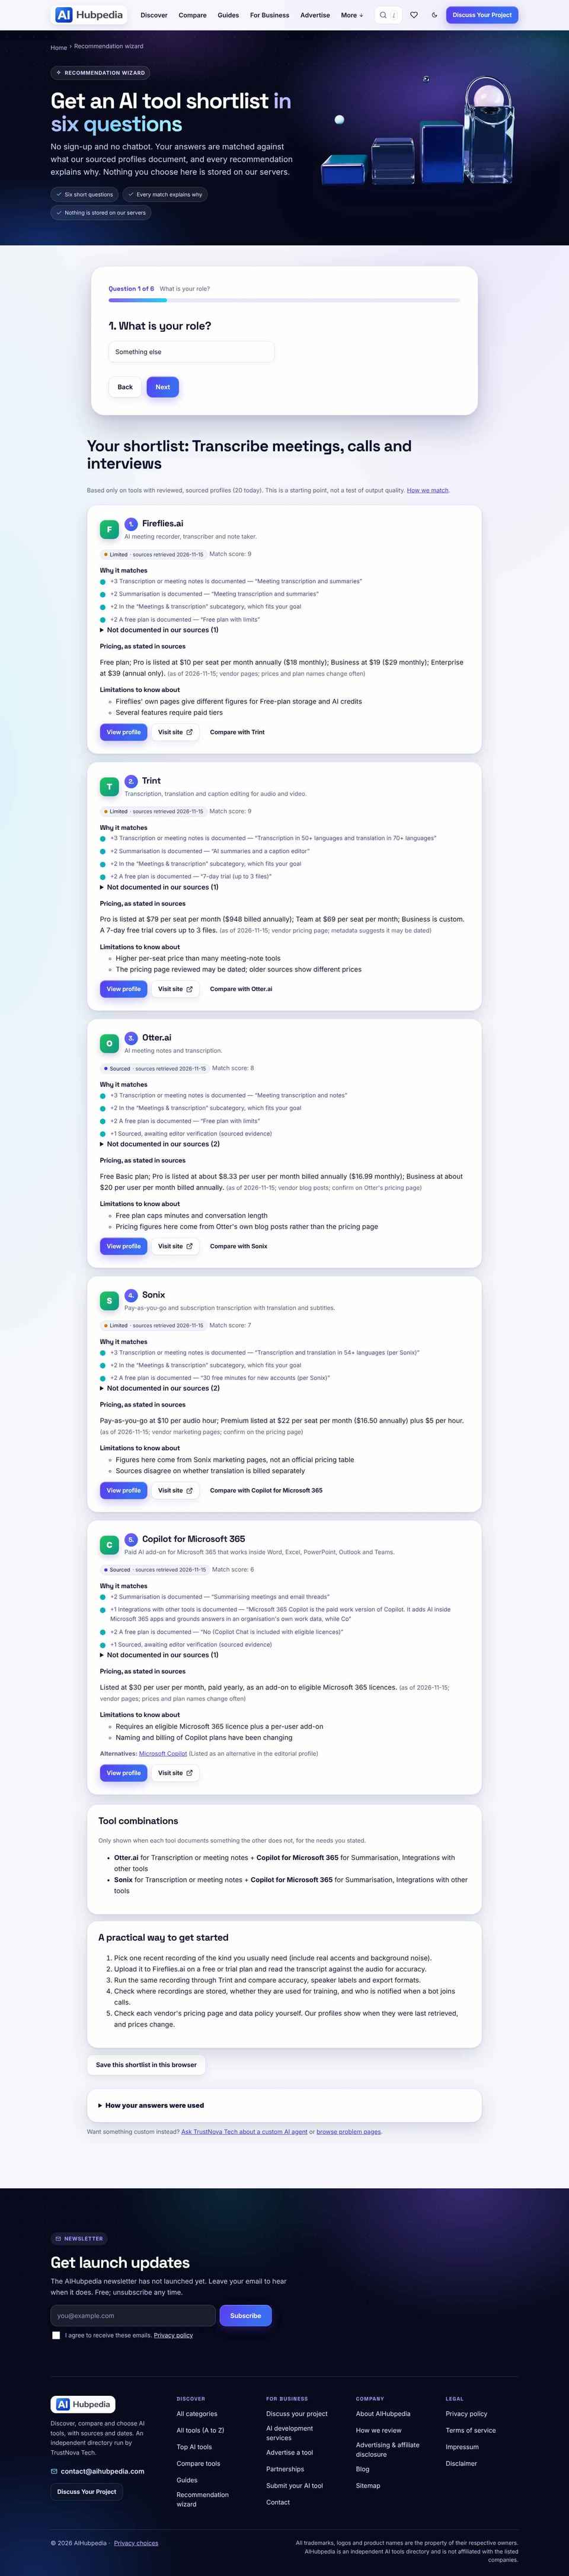 AI Hubpedia
Discover Compare Guides For Business Advertise More
/
Discuss Your Project
Home › Recommendation wizard
RECOMMENDATION WIZARD
Get an AI tool shortlist in
six questions
No sign-up and no chatbot. Your answers are matched against
what our sourced profiles document, and every recommendation
explains why. Nothing you choose here is stored on our servers.
Six short questions
Every match explains why
Nothing is stored on our servers
Question 1 of 6 What is your role?
1. What is your role?
Something else
Back
Next
Your shortlist: Transcribe meetings, calls and
interviews
Based only on tools with reviewed, sourced profiles (20 today). This is a starting point, not a test of output quality. How we match.
F
1. Fireflies.ai
AI meeting recorder, transcriber and note taker.
Limited · sources retrieved 2026-11-15 Match score: 9
Why it matches
+3 Transcription or meeting notes is documented — "Meeting transcription and summaries"
+2 Summarisation is documented — "Meeting transcription and summaries"
+2 In the "Meetings & transcription" subcategory, which fits your goal
+2 A free plan is documented — "Free plan with limits"
Not documented in our sources (1)
Pricing, as stated in sources
Free plan; Pro is listed at $10 per seat per month annually ($18 monthly); Business at $19 ($29 monthly); Enterprise
at $39 (annual only). (as of 2026-11-15; vendor pages; prices and plan names change often)
Limitations to know about
Fireflies' own pages give different figures for Free-plan storage and AI credits
Several features require paid tiers
View profile
Visit site
Compare with Trint
T
2. Trint
Transcription, translation and caption editing for audio and video.
Limited · sources retrieved 2026-11-15 Match score: 9
Why it matches
+3 Transcription or meeting notes is documented — "Transcription in 50+ languages and translation in 70+ languages"
+2 Summarisation is documented — "AI summaries and a caption editor"
+2 In the "Meetings & transcription" subcategory, which fits your goal
+2 A free plan is documented — "7-day trial (up to 3 files)"
Not documented in our sources (1)
Pricing, as stated in sources
Pro is listed at $79 per seat per month ($948 billed annually); Team at $69 per seat per month; Business is custom.
A 7-day free trial covers up to 3 files. (as of 2026-11-15; vendor pricing page; metadata suggests it may be dated)
Limitations to know about
Higher per-seat price than many meeting-note tools
The pricing page reviewed may be dated; older sources show different prices
View profile
Visit site
Compare with Otter.ai
O
3. Otter.ai
AI meeting notes and transcription.
Sourced · sources retrieved 2026-11-15 Match score: 8
Why it matches
+3 Transcription or meeting notes is documented — "Meeting transcription and notes"
+2 In the "Meetings & transcription" subcategory, which fits your goal
+2 A free plan is documented — "Free plan with limits"
+1 Sourced, awaiting editor verification (sourced evidence)
Not documented in our sources (2)
Pricing, as stated in sources
Free Basic plan; Pro is listed at about $8.33 per user per month billed annually ($16.99 monthly); Business at about
$20 per user per month billed annually. (as of 2026-11-15; vendor blog posts; confirm on Otter's pricing page)
Limitations to know about
Free plan caps minutes and conversation length
Pricing figures here come from Otter's own blog posts rather than the pricing page
View profile
Visit site
Compare with Sonix
S
4. Sonix
Pay-as-you-go and subscription transcription with translation and subtitles.
Limited · sources retrieved 2026-11-15 Match score: 7
Why it matches
+3 Transcription or meeting notes is documented — "Transcription and translation in 54+ languages (per Sonix)"
+2 In the "Meetings & transcription" subcategory, which fits your goal
+2 A free plan is documented — "30 free minutes for new accounts (per Sonix)"
Not documented in our sources (2)
Pricing, as stated in sources
Pay-as-you-go at $10 per audio hour; Premium listed at $22 per seat per month ($16.50 annually) plus $5 per hour.
(as of 2026-11-15; vendor marketing pages; confirm on the pricing page)
Limitations to know about
Figures here come from Sonix marketing pages, not an official pricing table
Sources disagree on whether translation is billed separately
View profile
Visit site
Compare with Copilot for Microsoft 365
C
5. Copilot for Microsoft 365
Paid AI add-on for Microsoft 365 that works inside Word, Excel, PowerPoint, Outlook and Teams.
Sourced · sources retrieved 2026-11-15 Match score: 6
Why it matches
+2 Summarisation is documented — "Summarising meetings and email threads"
+1 Integrations with other tools is documented — "Microsoft 365 Copilot is the paid work version of Copilot. It adds AI inside
Microsoft 365 apps and grounds answers in an organisation's own work data, while Co"
+2 A free plan is documented — "No (Copilot Chat is included with eligible licences)"
+1 Sourced, awaiting editor verification (sourced evidence)
Not documented in our sources (1)
Pricing, as stated in sources
Listed at $30 per user per month, paid yearly, as an add-on to eligible Microsoft 365 licences. (as of 2026-11-15;
vendor pages; prices and plan names change often)
Limitations to know about
Requires an eligible Microsoft 365 licence plus a per-user add-on
Naming and billing of Copilot plans have been changing
Alternatives: Microsoft Copilot (Listed as an alternative in the editorial profile)
View profile
Visit site
Tool combinations
Only shown when each tool documents something the other does not, for the needs you stated.
Otter.ai for Transcription or meeting notes + Copilot for Microsoft 365 for Summarisation, Integrations with
other tools
Sonix for Transcription or meeting notes + Copilot for Microsoft 365 for Summarisation, Integrations with other
tools
A practical way to get started
1. Pick one recent recording of the kind you usually need (include real accents and background noise).
2. Upload it to Fireflies.ai on a free or trial plan and read the transcript against the audio for accuracy.
3. Run the same recording through Trint and compare accuracy, speaker labels and export formats.
4. Check where recordings are stored, whether they are used for training, and who is notified when a bot joins
calls.
5. Check each vendor's pricing page and data policy yourself. Our profiles show when they were last retrieved,
and prices change.
Save this shortlist in this browser
How your answers were used
Want something custom instead? Ask TrustNova Tech about a custom AI agent or browse problem pages.
NEWSLETTER
Get launch updates
The AIHubpedia newsletter has not launched yet. Leave your email to hear
when it does. Free; unsubscribe any time.
you@example.com
Subscribe
I agree to receive these emails. Privacy policy
AI Hubpedia
Discover, compare and choose AI
tools, with sources and dates. An
independent directory run by
TrustNova Tech.
contact@aihubpedia.com
Discuss Your Project
DISCOVER
All categories
All tools (A to Z)
Top AI tools
Compare tools
Guides
Recommendation
wizard
FOR BUSINESS
Discuss your project
AI development
services
Advertise a tool
Partnerships
Submit your AI tool
Contact
COMPANY
About AIHubpedia
How we review
Advertising & affiliate
disclosure
Blog
Sitemap
LEGAL
Privacy policy
Terms of service
Impressum
Disclaimer
© 2026 AIHubpedia · Privacy choices
All trademarks, logos and product names are the property of their respective owners.
AIHubpedia is an independent AI tools directory and is not affiliated with the listed
companies.